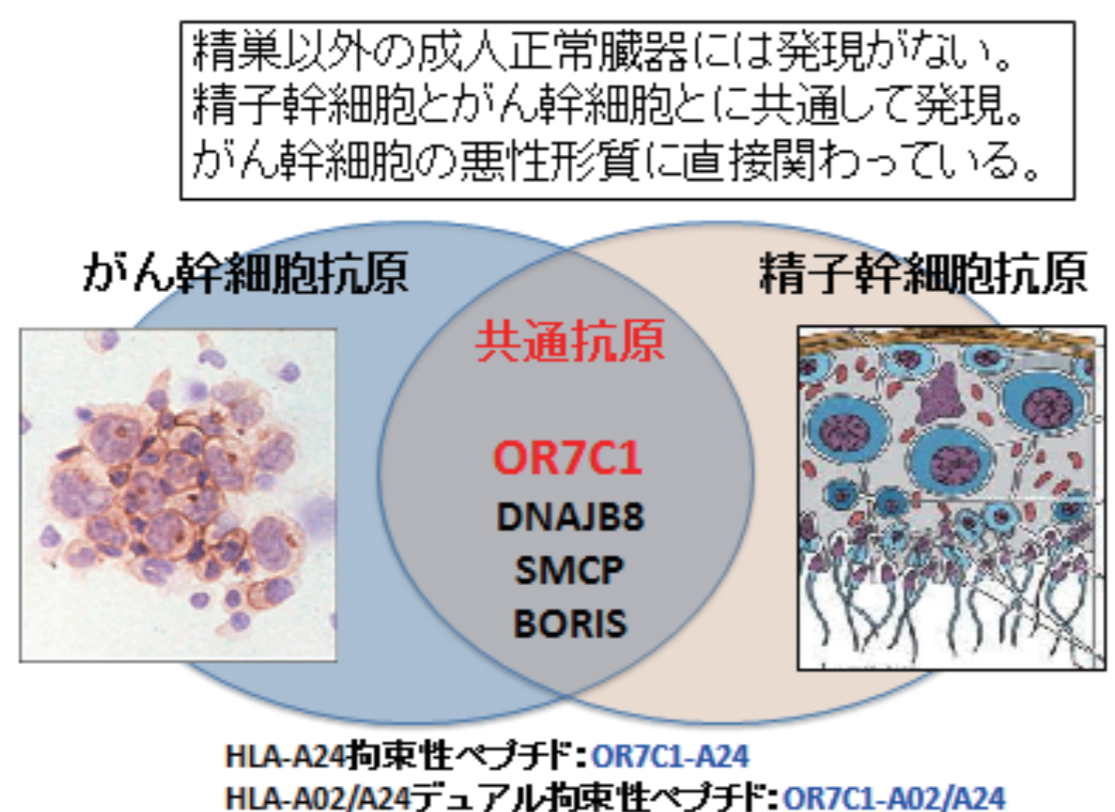 精巣以外の成人正常臓器には発現がない。
精子幹細胞とがん幹細胞とに共通して発現。
がん幹細胞の悪性形質に直接関わっている。
がん幹細胞抗原
精子幹細胞抗原
共通抗原
OR7C1
DNAJB8
SMCP
BORIS
HLA-A24拘束性ペプチド:OR7C1-A24
HLA-A02/A24デュアル拘束性ペプチド:OR7C1-A02/A24